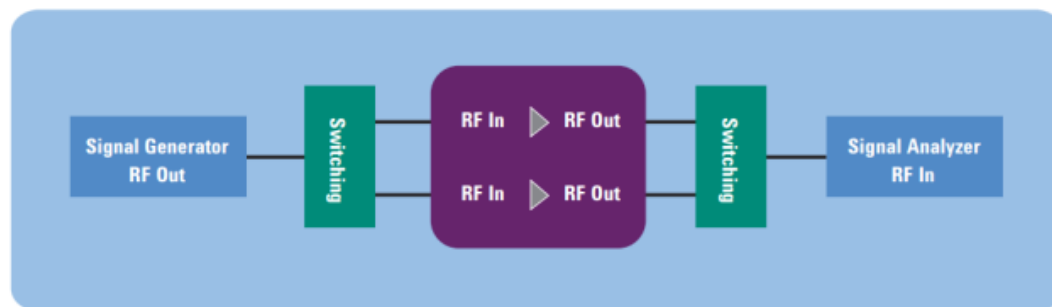 Signal Generator
RF Out
Switching
RF In
RF Out
RF In
RF Out
Switching
Signal Analyzer
RF In